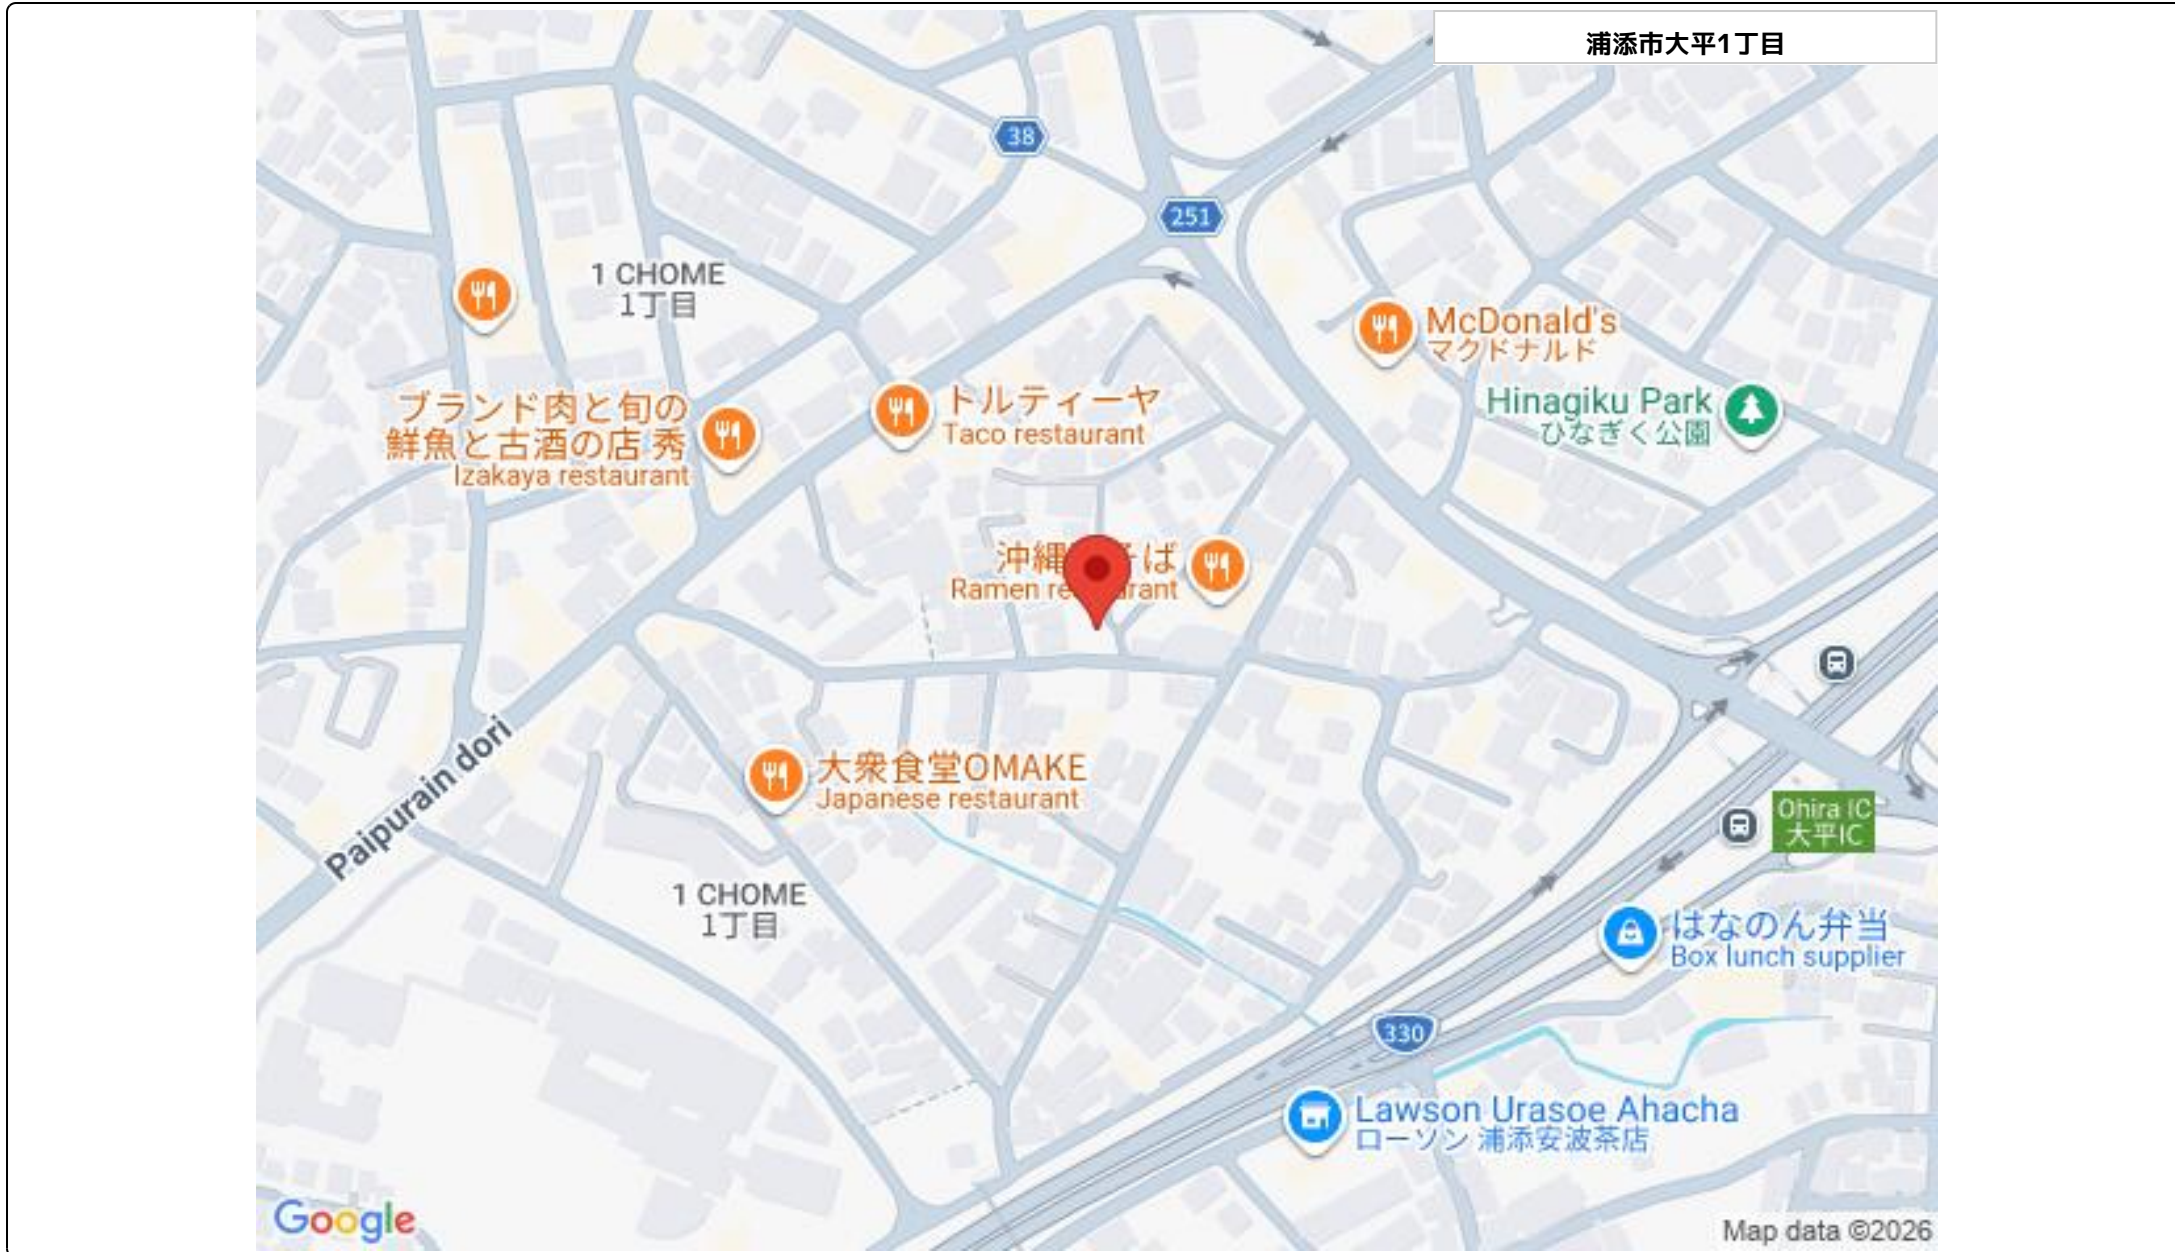 浦添市大平1丁目
38
251
1 CHOME
1丁目
McDonald's
マクドナルド
Hinagiku Park
ひなぎく公園
ブランド肉と旬の
鮮魚と古酒の店 秀
Izakaya restaurant
トルティーヤ
Taco restaurant
沖縄 そば
Ramen
大衆食堂OMAKE
Japanese restaurant
Paipurain dori
1 CHOME
1丁目
Ohira IC
大平IC
はなのん弁当
Box lunch supplier
330
Lawson Urasoe Ahacha
ローソン 浦添安波茶店
Google
Map data ©2026